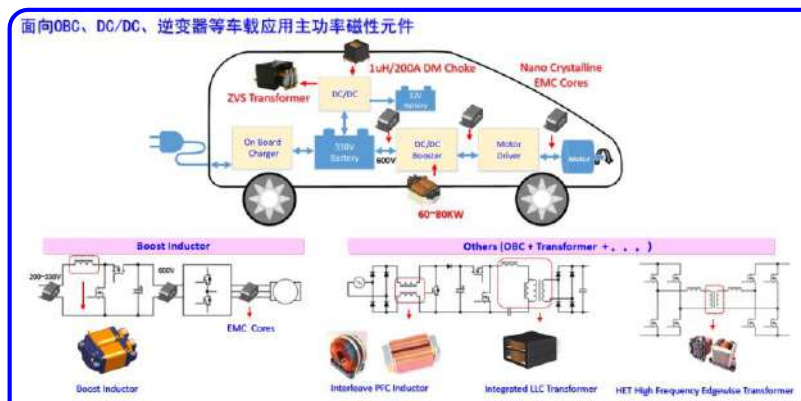 面向OBC、DC/DC、逆变器等车载应用主功率磁性元件
1uH/200A DM Choke
Nano Crystalline
EMC Cores
ZVS Transformer
DC/DC
12V
Battery
On Board
Charger
330V
Battery
600V
DC/DC
Booster
Motor
Driver
Motor
60~80KW
Boost Inductor
Others (OBC + Transformer + . . . )
200~330V
600V
EMC Cores
Boost Inductor
Interleave PFC Inductor
Integrated LLC Transformer
HET High Frequency Edgewise Transformer